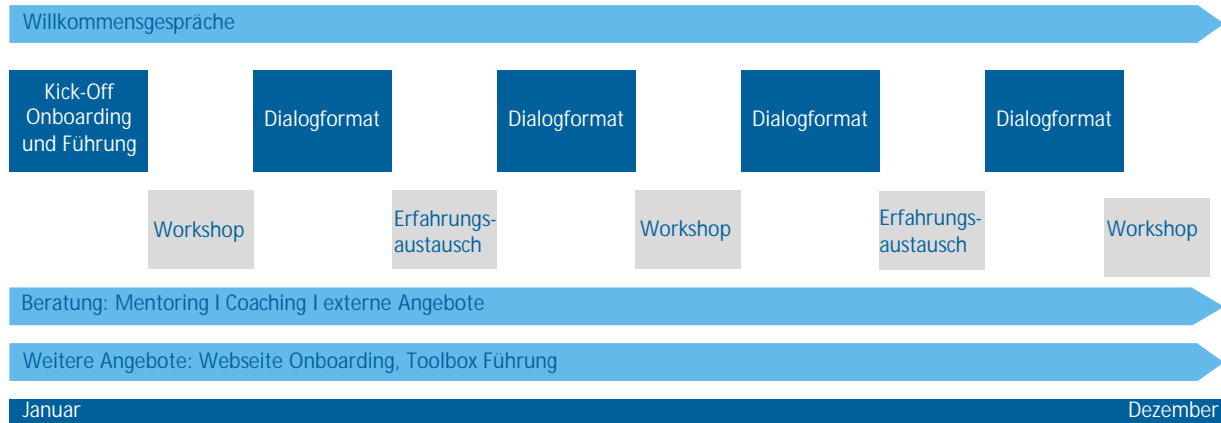 Willkommensgespräche
Kick-Off
Onboarding
und Führung
Dialogformat
Dialogformat
Dialogformat
Dialogformat
Workshop
Erfahrungs-
austausch
Workshop
Erfahrungs-
austausch
Workshop
Beratung: Mentoring I Coaching I externe Angebote
Weitere Angebote: Webseite Onboarding, Toolbox Führung
Januar
Dezember